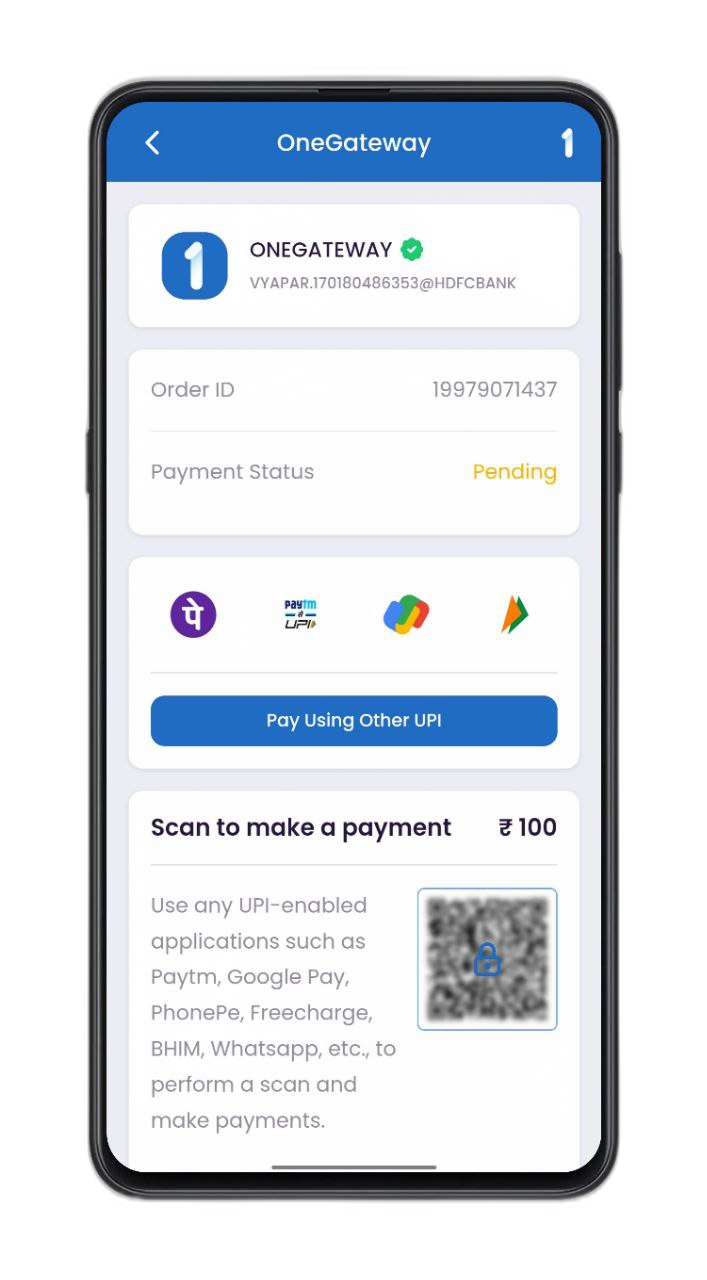 OneGateway
1
1
ONEGATEWAY
VYAPAR.170180486353@HDFCBANK
Order ID 19979071437
Payment Status Pending
पे
paytm
से
UPI
Pay Using Other UPI
Scan to make a payment ₹ 100
Use any UPI-enabled
applications such as
Paytm, Google Pay,
PhonePe, Freecharge,
BHIM, Whatsapp, etc., to
perform a scan and
make payments.